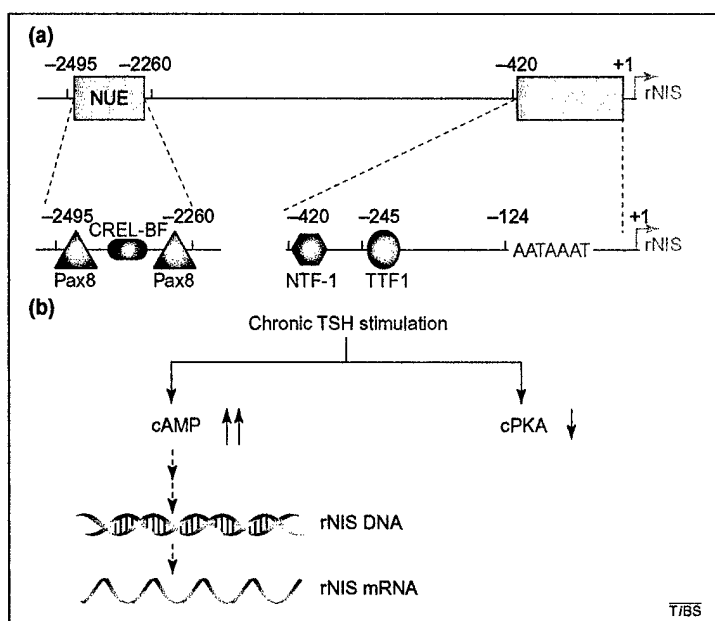 (a)
–2495 –2260 –420 +1
NUE rNIS
–2495 CREL-BF –2260 –420 –245 –124 +1
AATAAAT rNIS
Pax8 Pax8 NTF-1 TTF1
(b)
Chronic TSH stimulation
cAMP cPKA
rNIS DNA
rNIS mRNA
TiBS